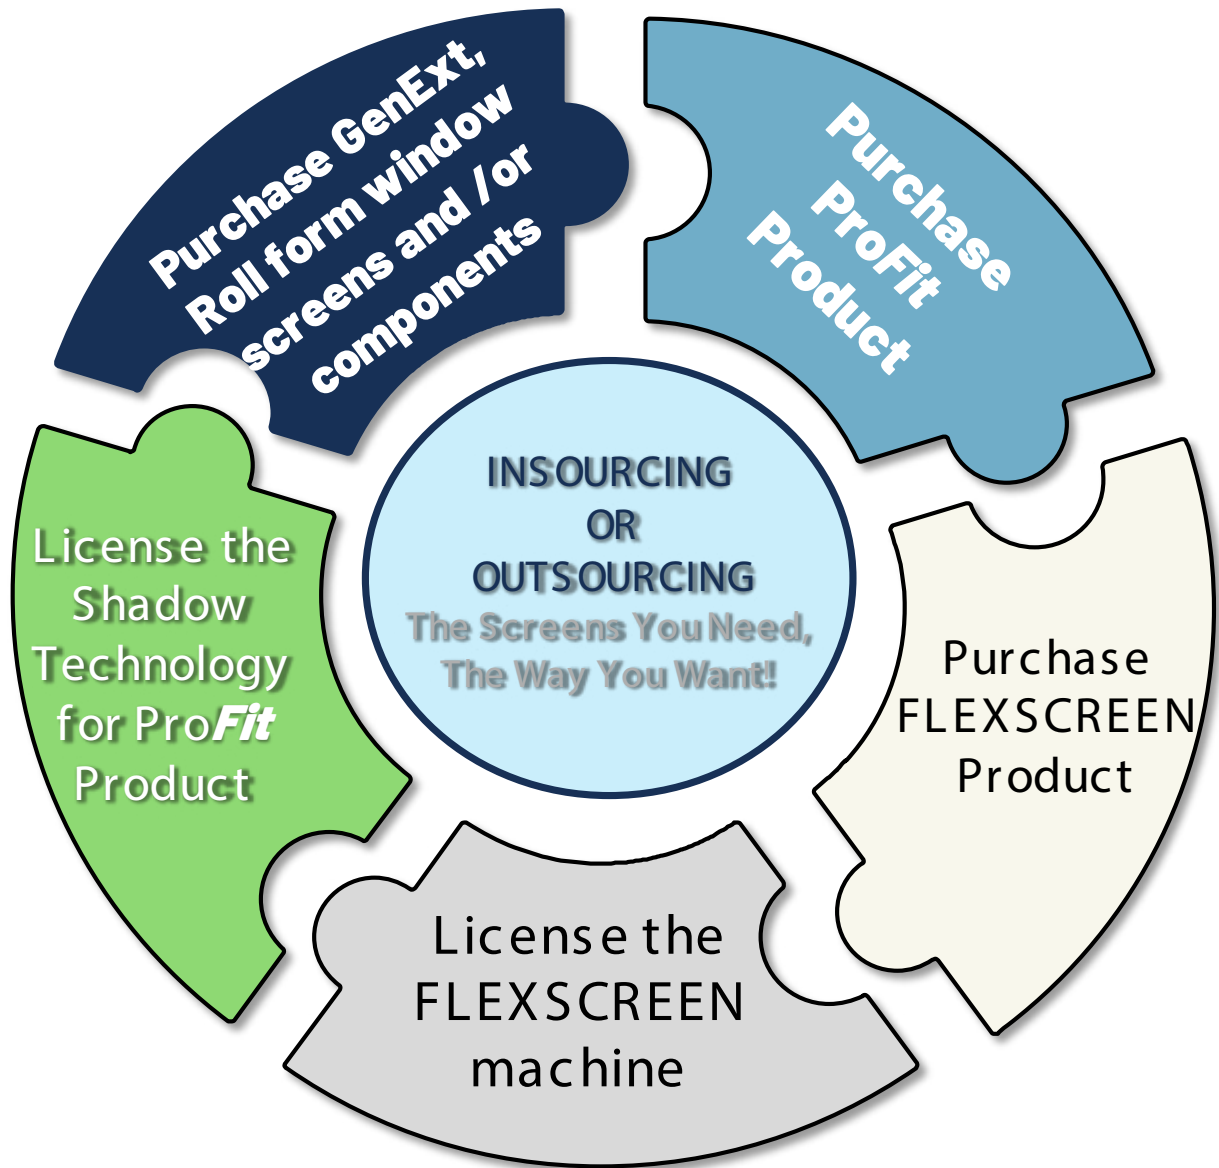 Purchase GenExt,
Roll form window
screens and /or
components
Purchase
ProFit
Product
INSOURCING
OR
OUTSOURCING
The Screens You Need,
The Way You Want!
License the
Shadow
Technology
for ProFit
Product
Purchase
FLEXSCREEN
Product
License the
FLEXSCREEN
machine